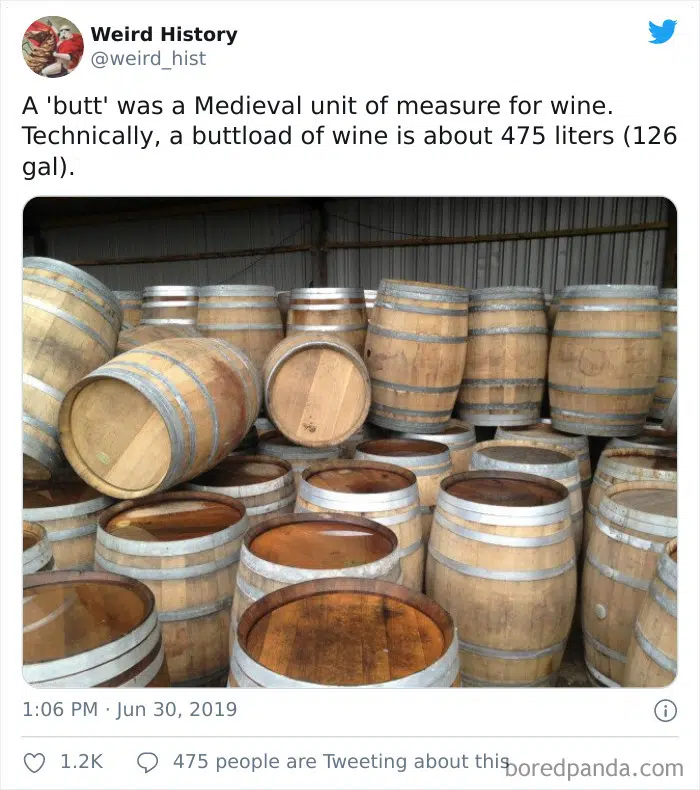 Weird History
@weird_hist
A 'butt' was a Medieval unit of measure for wine.
Technically, a buttload of wine is about 475 liters (126
gal).
1:06 PM · Jun 30, 2019
1.2K 475 people are Tweeting about this
boredpanda.com